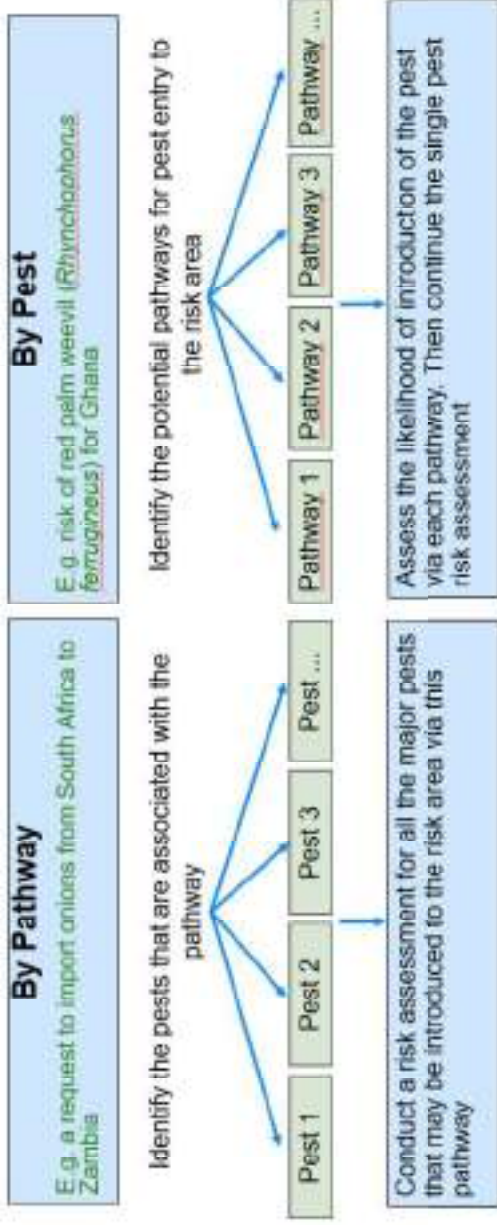 By Pathway
E.g. a request to import onions from South Africa to
Zambia
Identify the pests that are associated with the
pathway
Pest 1
Pest 2
Pest 3
Pest ...
Conduct a risk assessment for all the major pests
that may be introduced to the risk area via this
pathway
By Pest
E.g. risk of red palm weevil (Rhynchophorus
ferrugineus) for Ghana
Identify the potential pathways for pest entry to
the risk area
Pathway 1
Pathway 2
Pathway 3
Pathway ...
Assess the likelihood of introduction of the pest
via each pathway. Then continue the single pest
risk assessment